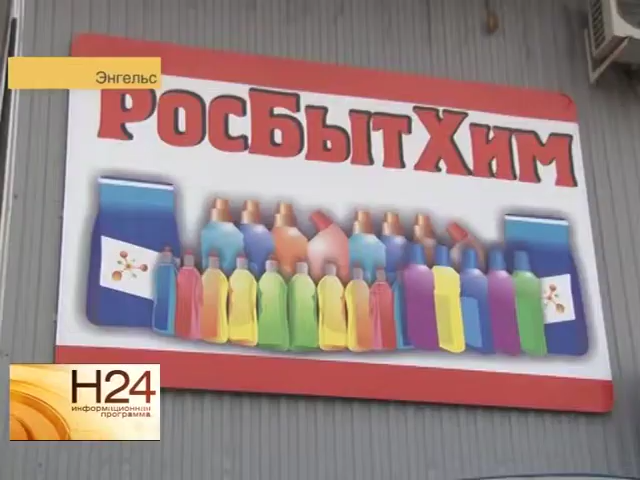 Энгельс
РосБытХим
Н24
информационная
программа